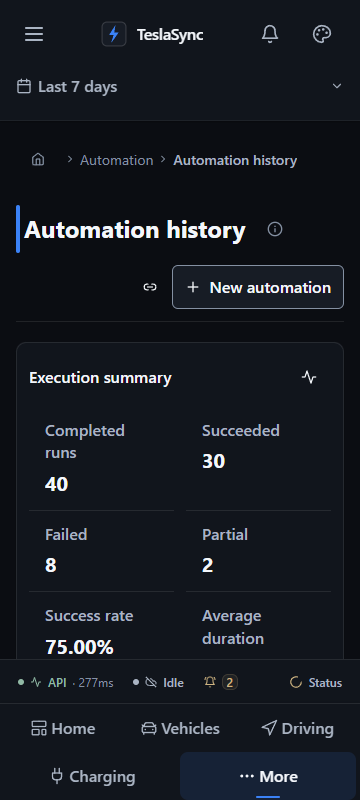 TeslaSync
Last 7 days
Automation
Automation history
Automation history
New automation
Execution summary
Completed runs
40
Succeeded
30
Failed
8
Partial
2
Success rate
75.00%
Average duration
API · 277ms
Idle
2
Status
Home
Vehicles
Driving
Charging
More